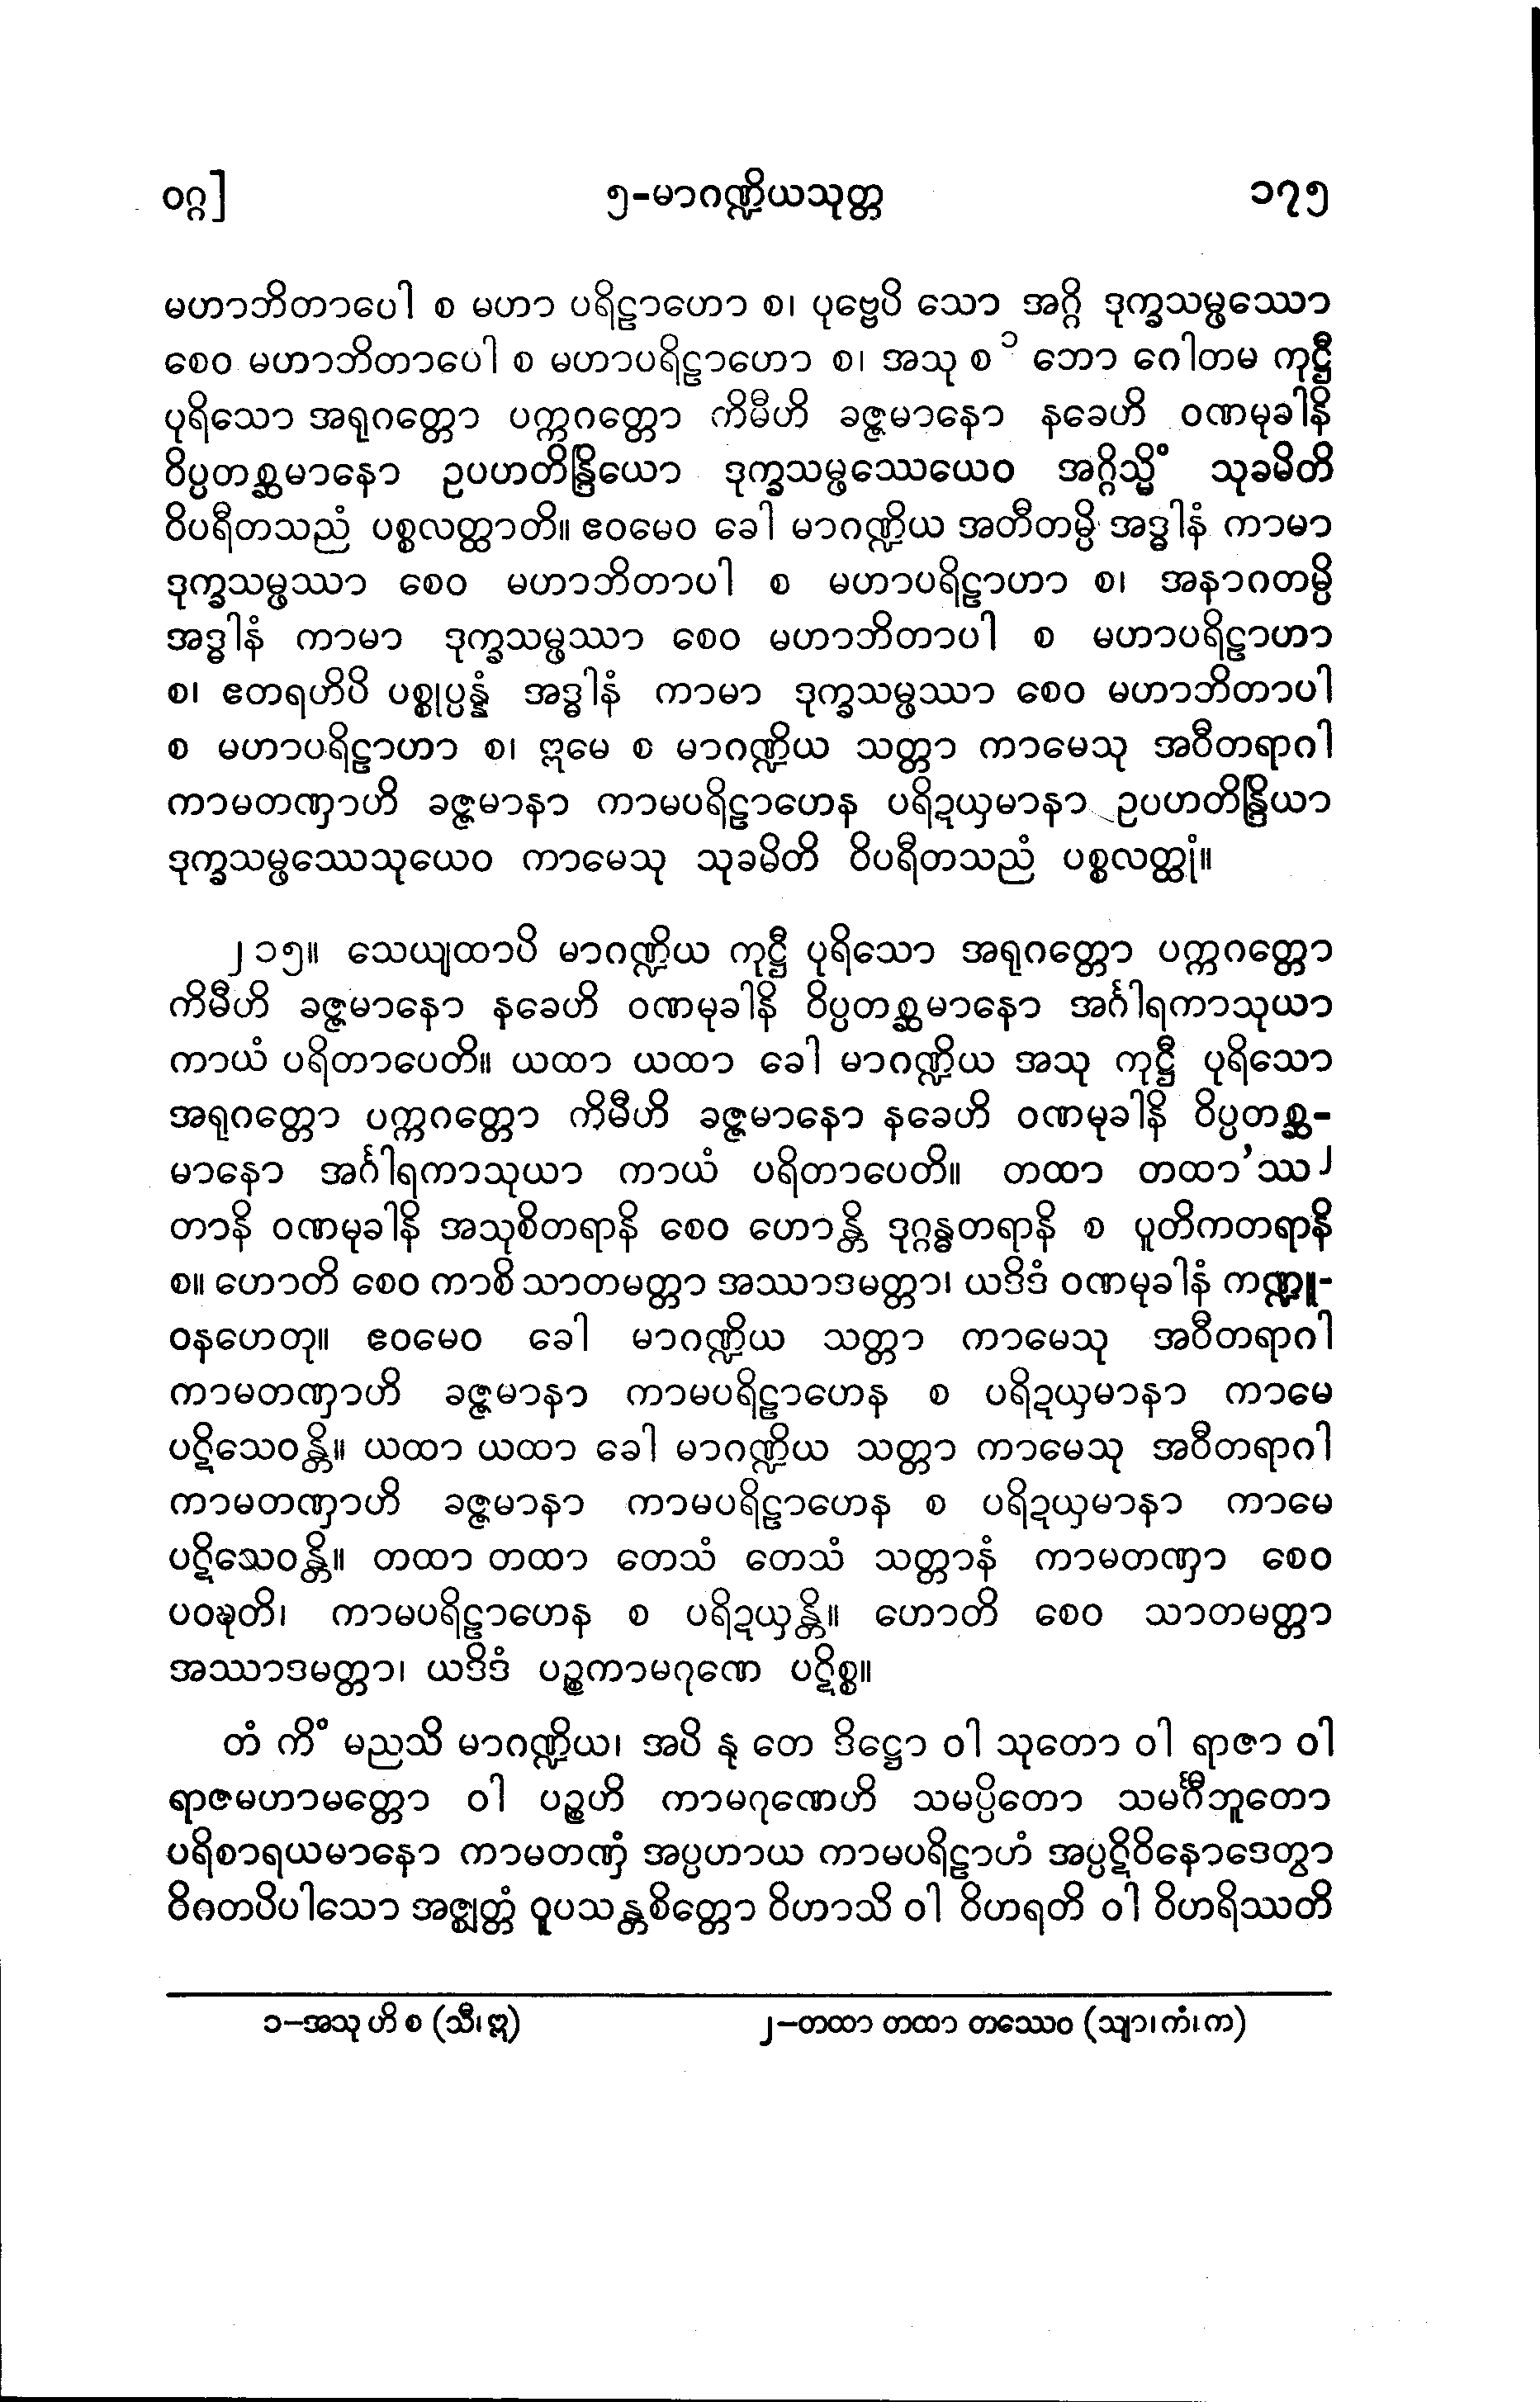 ဝဂ္ဂ]	၅-မာဂဏ္ဍိယသုတ္တ	၁၇၅
မဟာဘိတာပေါ စ မဟာ ပရိဠာဟော စ၊ ပုဗ္ဗေပိ သော အဂ္ဂိ ဒုက္ခသမ္ဖဿော
စေဝ မဟာဘိတာပေါ စ မဟာပရိဠာဟော စ၊ အသု စ ၁ ဘော ဂေါတမ ကုဋ္ဌီ
ပုရိသော အရုဂတ္တော ပက္ကဂတ္တော ကိမီဟိ ခဇ္ဇမာနော နခေဟိ ဝဏမုခါနိ
ဝိပ္ပတစ္ဆမာနော ဥပဟတိန္ဒြိယော ဒုက္ခသမ္ဖဿေယေဝ အဂ္ဂိသ္မိံ သုခမိတိ
ဝိပရီတသညံ ပစ္စလတ္ထာတိ။ ဧဝမေဝ ခေါ မာဂဏ္ဍိယ အတီတမ္ပိ အဒ္ဓါနံ ကာမာ
ဒုက္ခသမ္ဖဿာ စေဝ မဟာဘိတာပါ စ မဟာပရိဠာဟာ စ၊ အနာဂတမ္ပိ
အဒ္ဓါနံ ကာမာ ဒုက္ခသမ္ဖဿာ စေဝ မဟာဘိတာပါ စ မဟာပရိဠာဟာ
စ၊ ဧတရဟိပိ ပစ္စုပ္ပန္နံ အဒ္ဓါနံ ကာမာ ဒုက္ခသမ္ဖဿာ စေဝ မဟာဘိတာပါ
စ မဟာပရိဠာဟာ စ၊ ဣမေ စ မာဂဏ္ဍိယ သတ္တာ ကာမေသု အဝီတရာဂါ
ကာမတဏှာဟိ ခဇ္ဇမာနာ ကာမပရိဠာဟေန ပရိဍယှမာနာ ဥပဟတိန္ဒြိယာ
ဒုက္ခသမ္ဖဿေသုယေဝ ကာမေသု သုခမိတိ ဝိပရီတသညံ ပစ္စလတ္ထုံ။
၂၁၅။ သေယျထာပိ မာဂဏ္ဍိယ ကုဋ္ဌီ ပုရိသော အရုဂတ္တော ပက္ကဂတ္တော
ကိမီဟိ ခဇ္ဇမာနော နခေဟိ ဝဏမုခါနိ ဝိပ္ပတစ္ဆမာနော အင်္ဂါရကာသုယာ
ကာယံ ပရိတာပေတိ။ ယထာ ယထာ ခေါ မာဂဏ္ဍိယ အသု ကုဋ္ဌီ ပုရိသော
အရုဂတ္တော ပက္ကဂတ္တော ကိမီဟိ ခဇ္ဇမာနော နခေဟိ ဝဏမုခါနိ ဝိပ္ပတစ္ဆ-
မာနော အင်္ဂါရကာသုယာ ကာယံ ပရိတာပေတိ။ တထာ တထာ’ဿ ၂
တာနိ ဝဏမုခါနိ အသုစိတရာနိ စေဝ ဟောန္တိ ဒုဂ္ဂန္ဓတရာနိ စ ပူတိကတရာနိ
စ။ ဟောတိ စေဝ ကာစိ သာတမတ္တာ အဿာဒမတ္တာ၊ ယဒိဒံ ဝဏမုခါနံ ကဏ္ဍူ-
ဝနဟေတု။ ဧဝမေဝ ခေါ မာဂဏ္ဍိယ သတ္တာ ကာမေသု အဝီတရာဂါ
ကာမတဏှာဟိ ခဇ္ဇမာနာ ကာမပရိဠာဟေန စ ပရိဍယှမာနာ ကာမေ
ပဋိသေဝန္တိ။ ယထာ ယထာ ခေါ မာဂဏ္ဍိယ သတ္တာ ကာမေသု အဝီတရာဂါ
ကာမတဏှာဟိ ခဇ္ဇမာနာ ကာမပရိဠာဟေန စ ပရိဍယှမာနာ ကာမေ
ပဋိသေဝန္တိ။ တထာ တထာ တေသံ တေသံ သတ္တာနံ ကာမတဏှာ စေဝ
ပဝဍ္ဎတိ၊ ကာမပရိဠာဟေန စ ပရိဍယှန္တိ။ ဟောတိ စေဝ သာတမတ္တာ
အဿာဒမတ္တာ၊ ယဒိဒံ ပဉ္စကာမဂုဏေ ပဋိစ္စ။
တံ ကိံ မညသိ မာဂဏ္ဍိယ၊ အပိ နု တေ ဒိဋ္ဌော ဝါ သုတော ဝါ ရာဇာ ဝါ
ရာဇမဟာမတ္တော ဝါ ပဉ္စဟိ ကာမဂုဏေဟိ သမပ္ပိတော သမင်္ဂီဘူတော
ပရိစာရယမာနော ကာမတဏှံ အပ္ပဟာယ ကာမပရိဠာဟံ အပ္ပဋိဝိနောဒေတွာ
ဝိဂတပိပါသော အဇ္ဈတ္တံ ဝူပသန္တစိတ္တော ဝိဟာသိ ဝါ ဝိဟရတိ ဝါ ဝိဟရိဿတိ
၁–အသု ဟိ စ (သီ၊ ဣ)	၂–တထာ တထာ တဿေဝ (သျာ၊ ကံ၊ က)